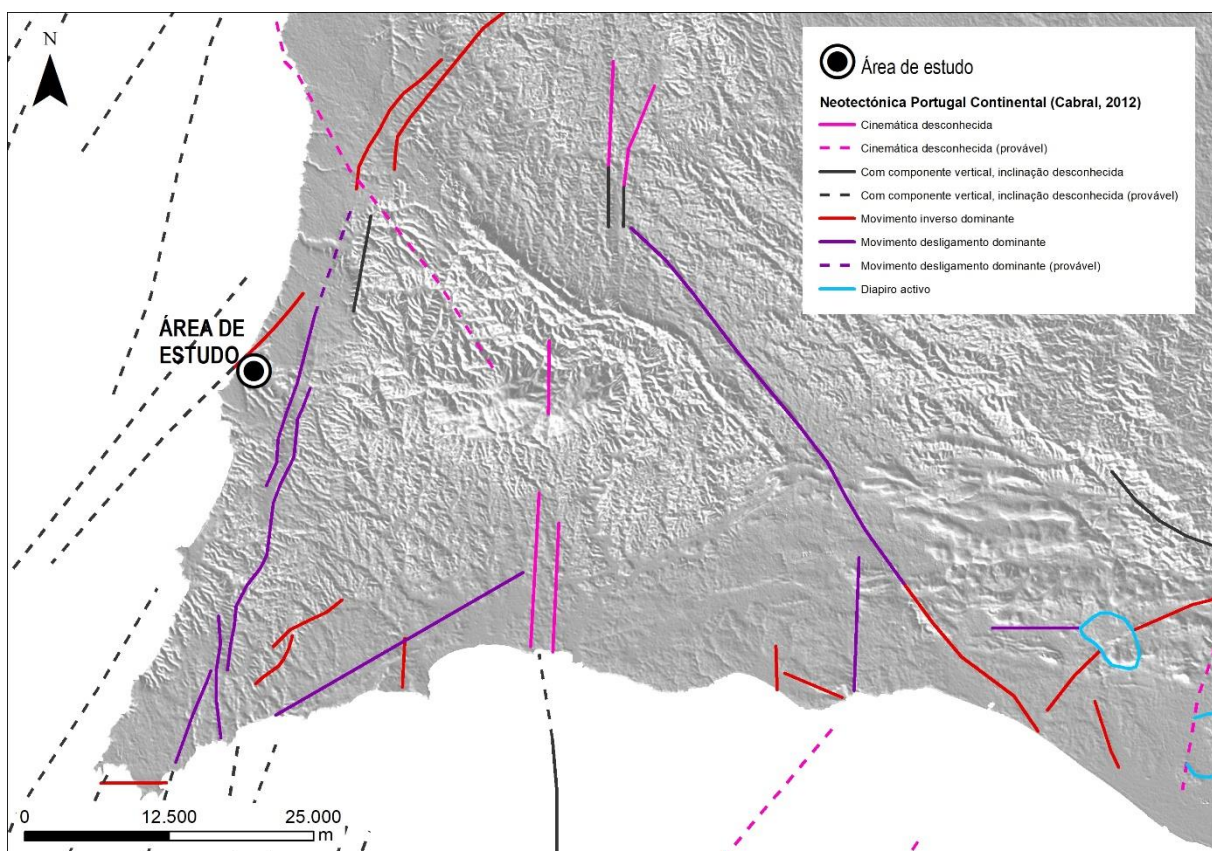 N
Área de estudo
Neotectónica Portugal Continental (Cabral, 2012)
Cinemática desconhecida
Cinemática desconhecida (provável)
Com componente vertical, inclinação desconhecida
Com componente vertical, inclinação desconhecida (provável)
Movimento inverso dominante
Movimento desligamento dominante
Movimento desligamento dominante (provável)
Diapiro activo
ÁREA DE
ESTUDO
0 12.500 25.000
m